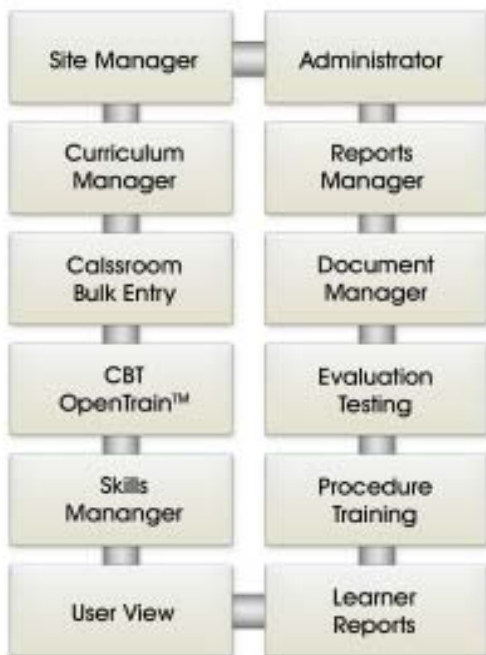 Site Manager
Administrator
Curriculum
Manager
Reports
Manager
Calssroom
Bulk Entry
Document
Manager
CBT
OpenTrain™
Evaluation
Testing
Skills
Mananger
Procedure
Training
User View
Learner
Reports